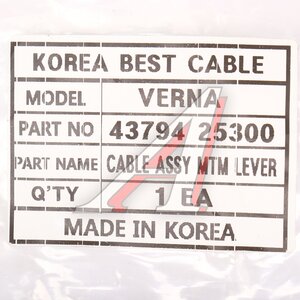 KOREA BEST CABLE
MODEL VERNA
PART NO 43794 25300
PART NAME CABLE ASSY MTM LEVER
Q'TY 1 EA
MADE IN KOREA